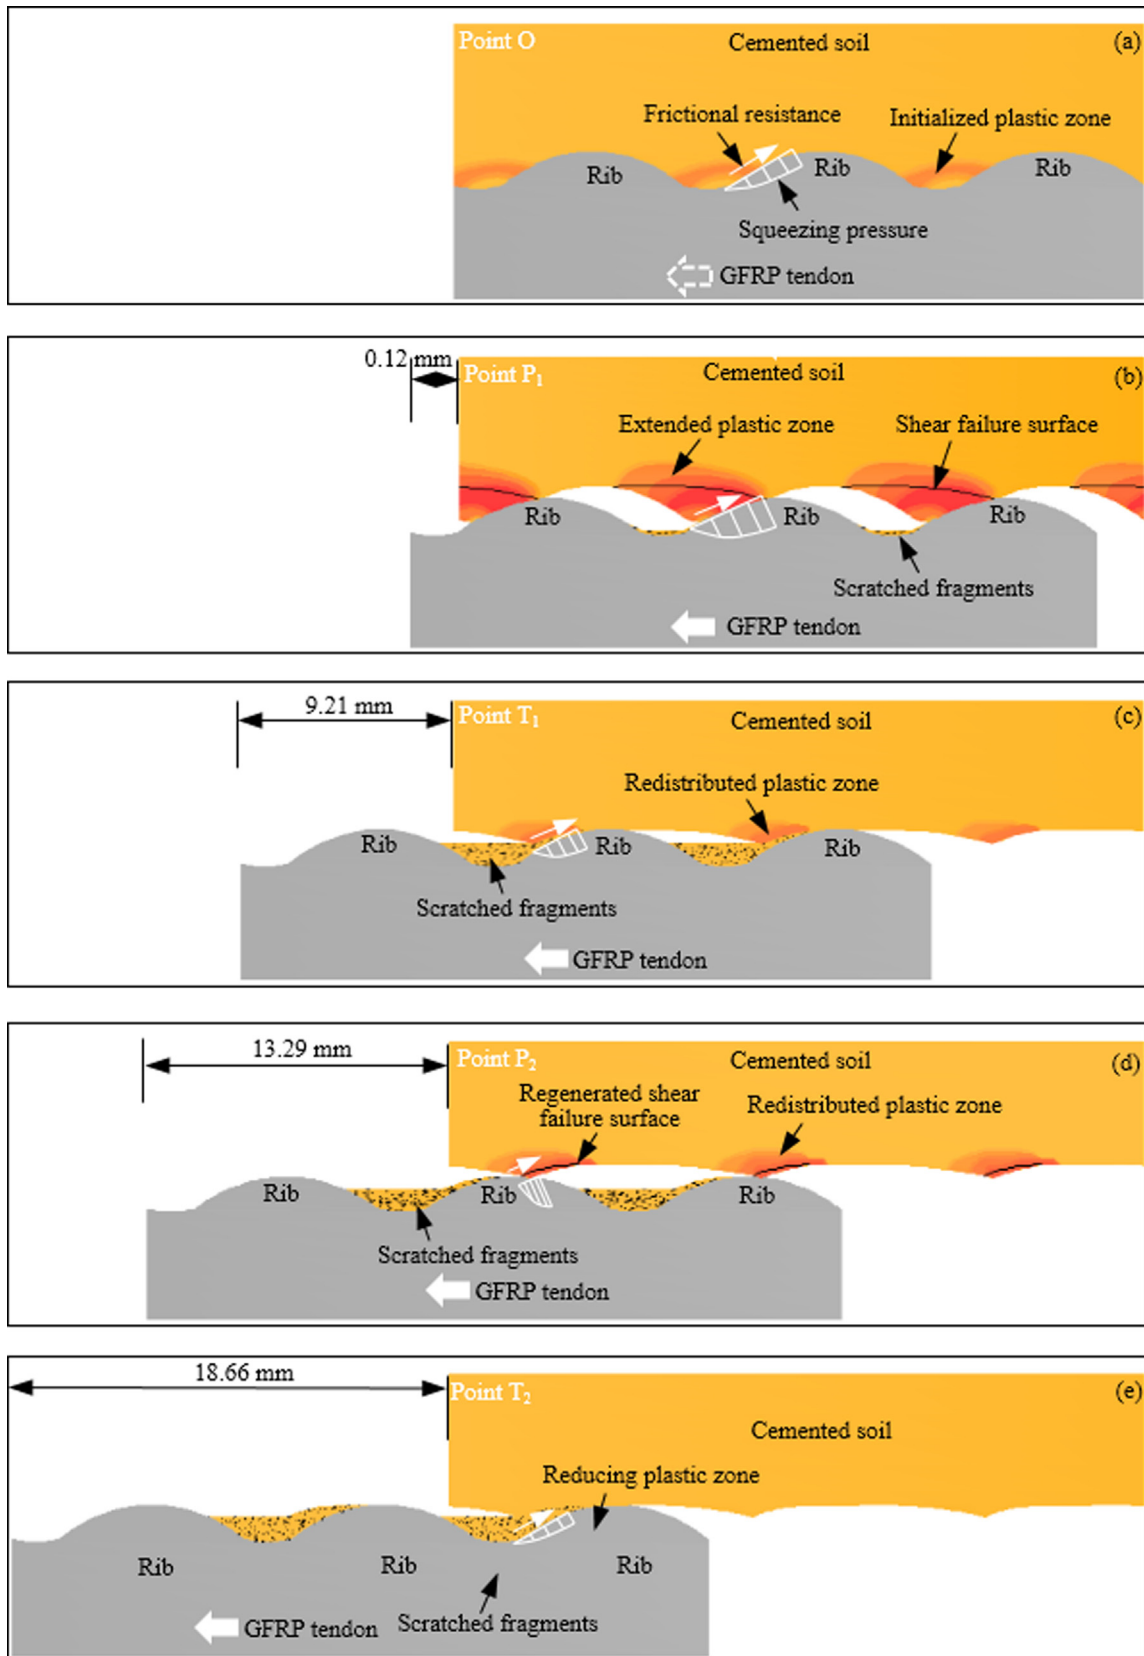 Point O
Cemented soil
(a)
Frictional resistance
Initialized plastic zone
Rib
Rib
Rib
Squeezing pressure
GFRP tendon
0.12 mm
Point P1
Cemented soil
(b)
Extended plastic zone
Shear failure surface
Rib
Rib
Rib
Scratched fragments
GFRP tendon
9.21 mm
Point T1
Cemented soil
(c)
Redistributed plastic zone
Rib
Rib
Rib
Scratched fragments
GFRP tendon
13.29 mm
Point P2
Cemented soil
(d)
Regenerated shear
failure surface
Redistributed plastic zone
Rib
Rib
Rib
Scratched fragments
GFRP tendon
18.66 mm
Point T2
(e)
Cemented soil
Reducing plastic zone
Rib
Rib
Rib
Scratched fragments
GFRP tendon